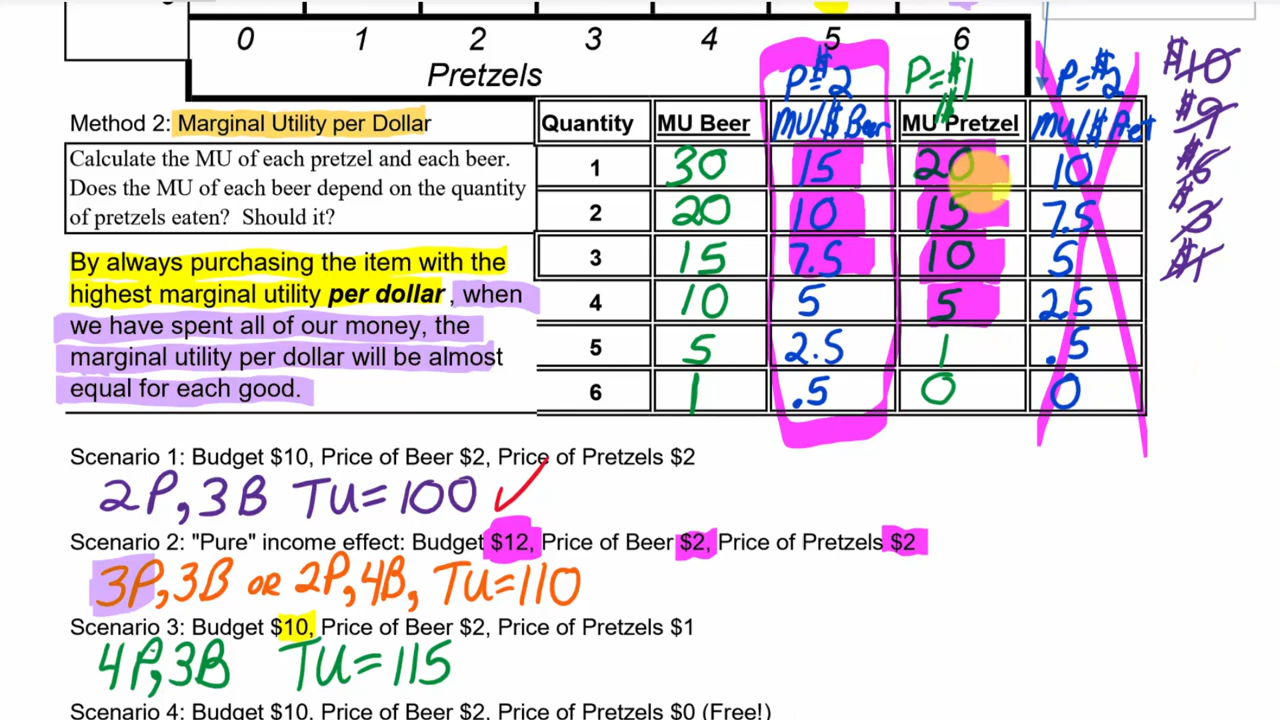 0 1 2 3 4 5 6
Pretzels
P=$2 P=$1 P=$2 $10
$9
$6
$3
$1
Method 2: Marginal Utility per Dollar
Quantity MU Beer MU/$ Beer MU Pretzel $ MU/$ Pret
1 30 15 20 10
2 20 10 15 7.5
3 15 7.5 10 5
4 10 5 5 2.5
5 5 2.5 1 .5
6 1 .5 0 0
Calculate the MU of each pretzel and each beer.
Does the MU of each beer depend on the quantity
of pretzels eaten? Should it?
By always purchasing the item with the
highest marginal utility per dollar , when
we have spent all of our money, the
marginal utility per dollar will be almost
equal for each good.
Scenario 1: Budget $10, Price of Beer $2, Price of Pretzels $2
2P, 3B TU=100
Scenario 2: "Pure" income effect: Budget $12, Price of Beer $2, Price of Pretzels $2
3P, 3B OR 2P, 4B, TU=110
Scenario 3: Budget $10, Price of Beer $2, Price of Pretzels $1
4P, 3B TU=115
Scenario 4: Budget $10, Price of Beer $2, Price of Pretzels $0 (Free!)